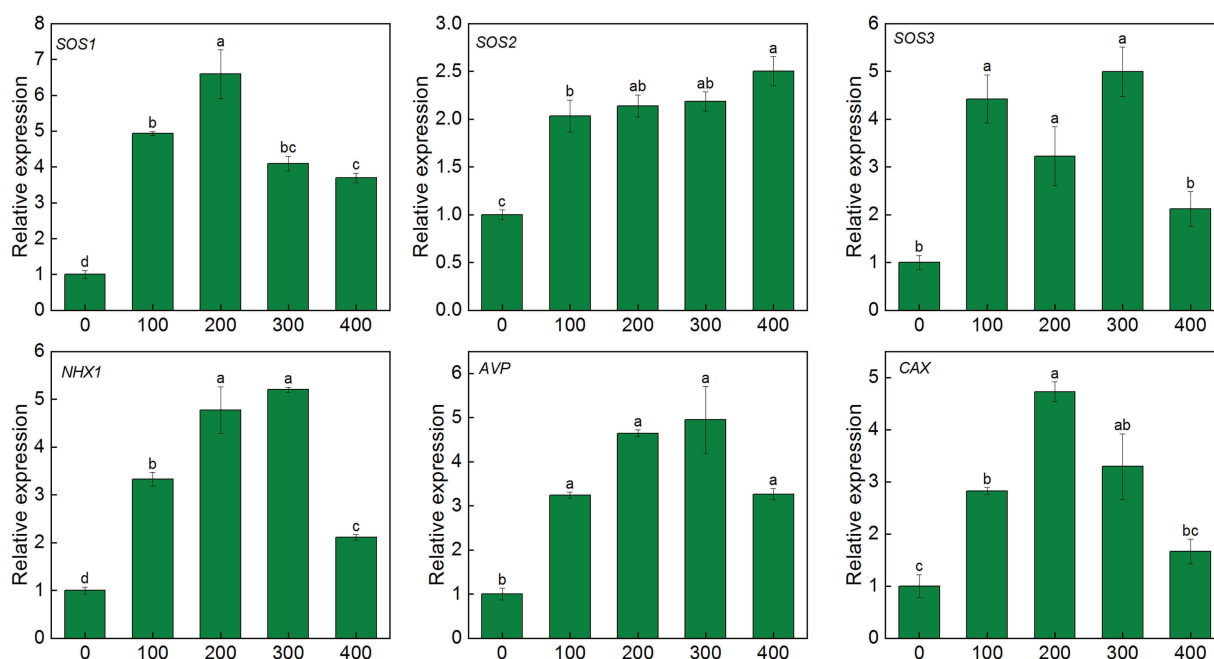 SOS1
Relative expression
8
7
6
5
4
3
2
1
0
d
b
a
bc
c
0 100 200 300 400
SOS2
Relative expression
3.0
2.5
2.0
1.5
1.0
0.5
0.0
c
b
ab
ab
a
0 100 200 300 400
SOS3
Relative expression
6
5
4
3
2
1
0
b
a
a
a
b
0 100 200 300 400
NHX1
Relative expression
6
5
4
3
2
1
0
d
b
a
a
c
0 100 200 300 400
AVP
Relative expression
6
5
4
3
2
1
0
b
a
a
a
a
0 100 200 300 400
CAX
Relative expression
5
4
3
2
1
0
c
b
a
ab
bc
0 100 200 300 400